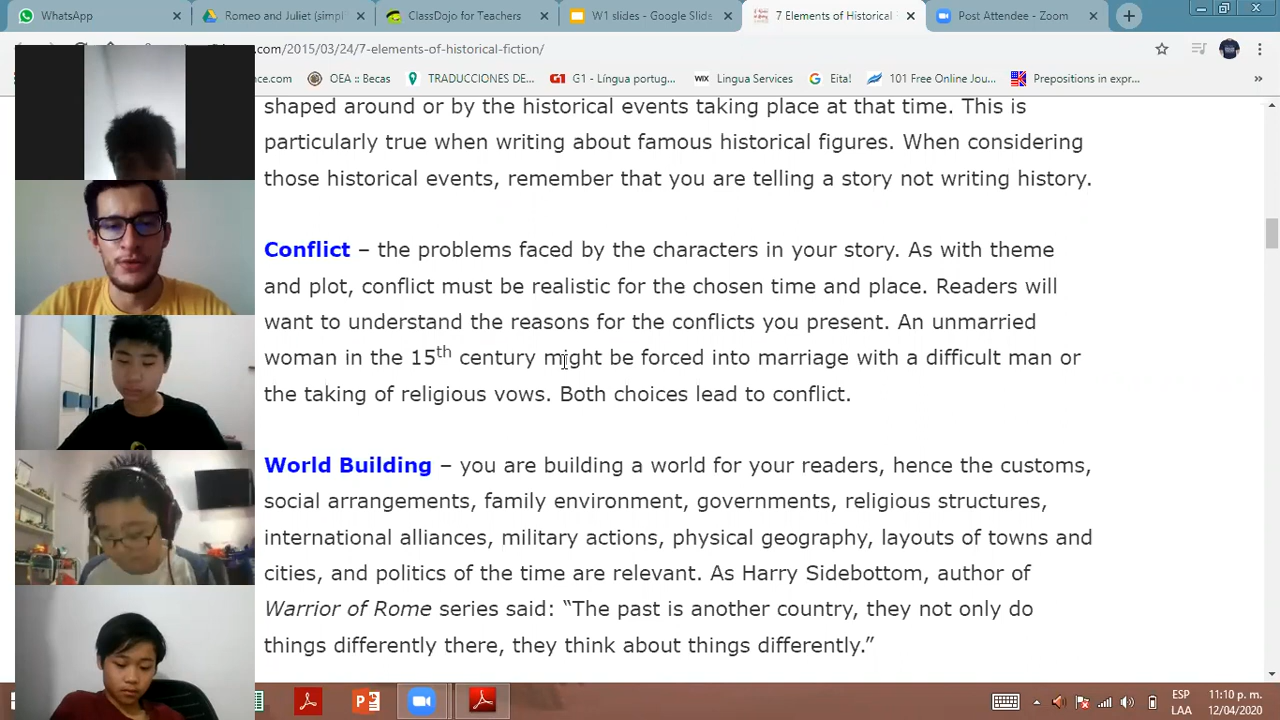 WhatsApp
Romeo and Juliet (simpl
ClassDojo for Teachers
W1 slides - Google Slide
7 Elements of Historical
Post Attendee - Zoom
.com/2015/03/24/7-elements-of-historical-fiction/
nce.com
OEA :: Becas
TRADUCCIONES DE...
G1 - Língua portug...
Lingua Services
Eita!
101 Free Online Jou...
Prepositions in expr...
shaped around or by the historical events taking place at that time. This is
particularly true when writing about famous historical figures. When considering
those historical events, remember that you are telling a story not writing history.
Conflict – the problems faced by the characters in your story. As with theme
and plot, conflict must be realistic for the chosen time and place. Readers will
want to understand the reasons for the conflicts you present. An unmarried
woman in the 15th century might be forced into marriage with a difficult man or
the taking of religious vows. Both choices lead to conflict.
World Building – you are building a world for your readers, hence the customs,
social arrangements, family environment, governments, religious structures,
international alliances, military actions, physical geography, layouts of towns and
cities, and politics of the time are relevant. As Harry Sidebottom, author of
Warrior of Rome series said: “The past is another country, they not only do
things differently there, they think about things differently.”
ESP
LAA
11:10 p. m.
12/04/2020